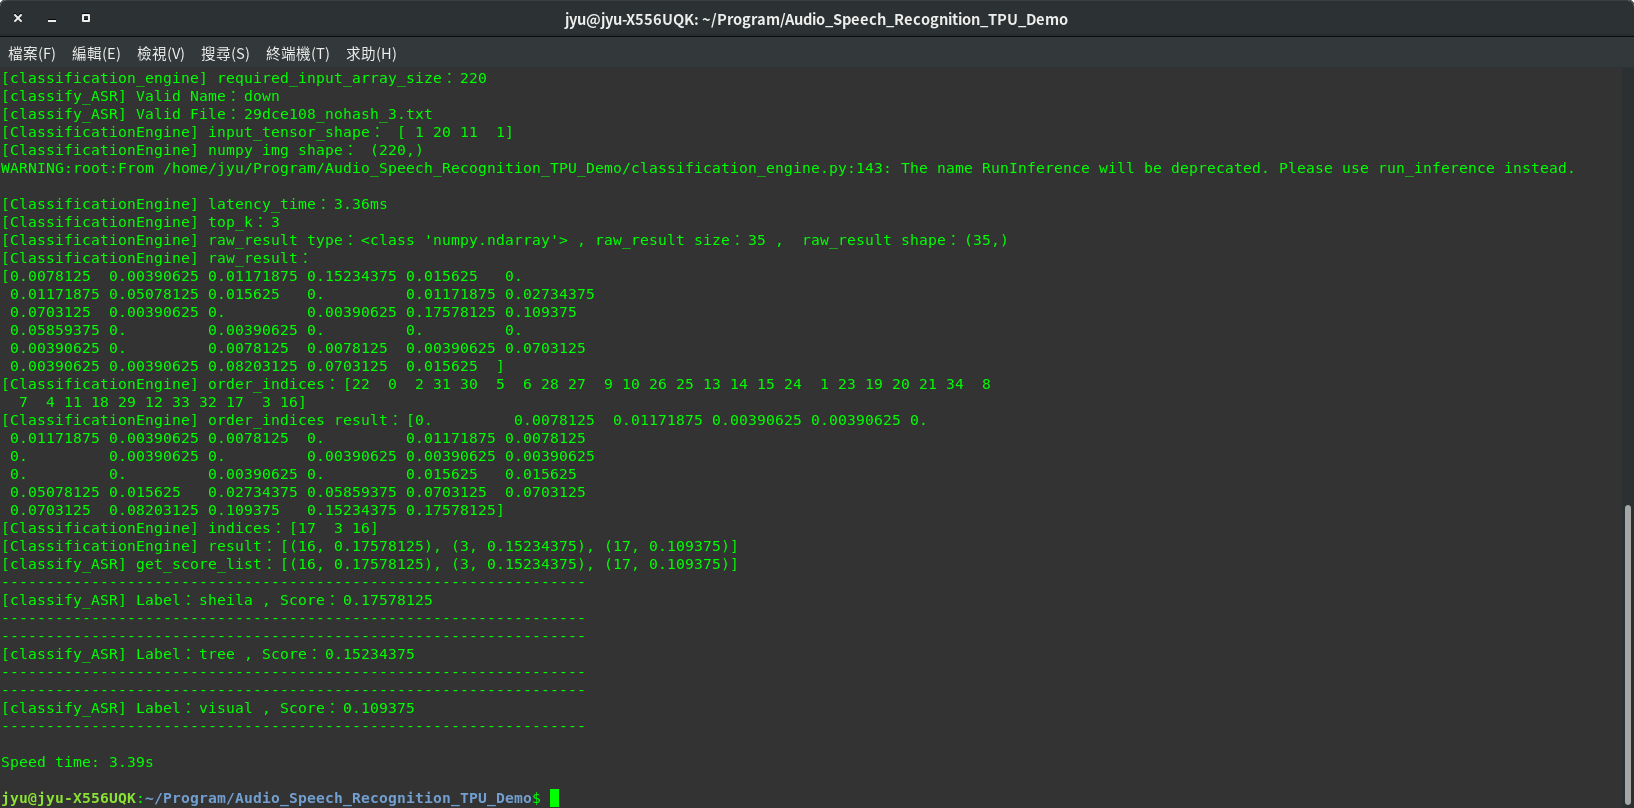 jyu@jyu-X556UQK: ~/Program/Audio_Speech_Recognition_TPU_Demo
檔案(F) 編輯(E) 檢視(V) 搜尋(S) 終端機(T) 求助(H)
[classification_engine] required_input_array_size：220
[classify_ASR] Valid Name：down
[classify_ASR] Valid File：29dce108_nohash_3.txt
[ClassificationEngine] input_tensor_shape： [ 1 20 11  1]
[ClassificationEngine] numpy img shape： (220,)
WARNING:root:From /home/jyu/Program/Audio_Speech_Recognition_TPU_Demo/classification_engine.py:143: The name RunInference will be deprecated. Please use run_inference instead.
[ClassificationEngine] latency_time：3.36ms
[ClassificationEngine] top_k：3
[ClassificationEngine] raw_result type：<class 'numpy.ndarray'> , raw_result size：35 ,  raw_result shape：(35,)
[ClassificationEngine] raw_result：
[0.0078125  0.00390625 0.01171875 0.15234375 0.015625   0.
 0.01171875 0.05078125 0.015625   0.         0.01171875 0.02734375
 0.0703125  0.00390625 0.         0.00390625 0.17578125 0.109375
 0.05859375 0.         0.00390625 0.         0.         0.
 0.00390625 0.         0.0078125  0.0078125  0.00390625 0.0703125
 0.00390625 0.00390625 0.08203125 0.0703125  0.015625  ]
[ClassificationEngine] order_indices：[22  0  2 31 30  5  6 28 27  9 10 26 25 13 14 15 24  1 23 19 20 21 34  8
  7  4 11 18 29 12 33 32 17  3 16]
[ClassificationEngine] order_indices result：[0.         0.0078125  0.01171875 0.00390625 0.00390625 0.
 0.01171875 0.00390625 0.0078125  0.         0.01171875 0.0078125
 0.         0.00390625 0.         0.00390625 0.00390625 0.00390625
 0.         0.         0.00390625 0.         0.015625   0.015625
 0.05078125 0.015625   0.02734375 0.05859375 0.0703125  0.0703125
 0.0703125  0.08203125 0.109375   0.15234375 0.17578125]
[ClassificationEngine] indices：[17  3 16]
[ClassificationEngine] result：[(16, 0.17578125), (3, 0.15234375), (17, 0.109375)]
[classify_ASR] get_score_list：[(16, 0.17578125), (3, 0.15234375), (17, 0.109375)]
-----------------------------------------------------------------
[classify_ASR] Label：sheila , Score：0.17578125
-----------------------------------------------------------------
-----------------------------------------------------------------
[classify_ASR] Label：tree , Score：0.15234375
-----------------------------------------------------------------
-----------------------------------------------------------------
[classify_ASR] Label：visual , Score：0.109375
-----------------------------------------------------------------
Speed time: 3.39s
jyu@jyu-X556UQK:~/Program/Audio_Speech_Recognition_TPU_Demo$